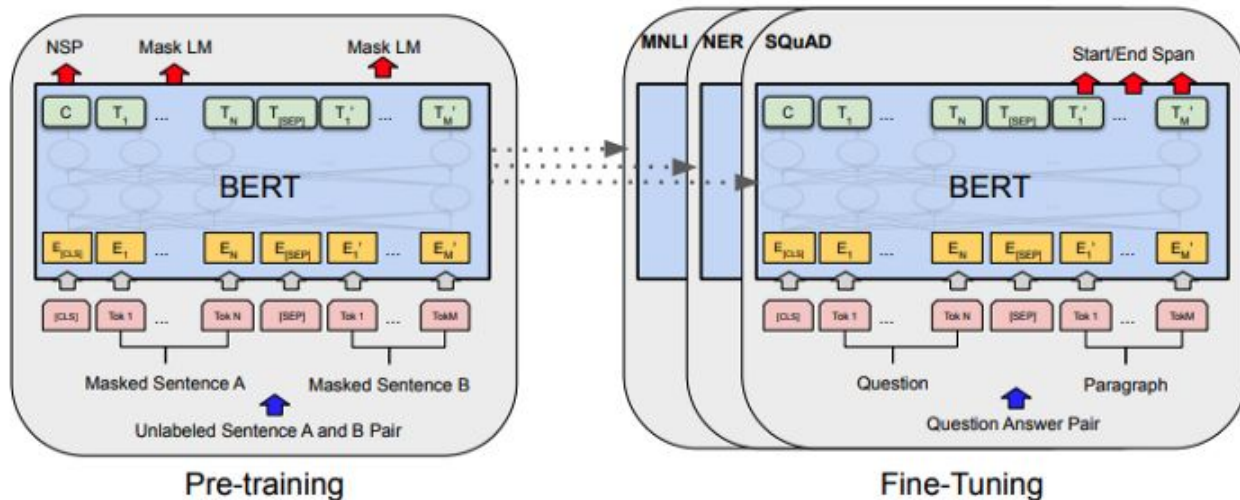 NSP Mask LM Mask LM
C T1 ... TN T[SEP] T1' ... TM'
BERT
E[CLS] E1 ... EN E[SEP] E1' ... EM'
[CLS] Tok 1 ... Tok N [SEP] Tok 1 ... TokM
Masked Sentence A Masked Sentence B
Unlabeled Sentence A and B Pair
Pre-training
MNLI NER SQuAD
Start/End Span
C T1 ... TN T[SEP] T1' ... TM'
BERT
E[CLS] E1 ... EN E[SEP] E1' ... EM'
[CLS] Tok 1 ... Tok N [SEP] Tok 1 ... TokM
Question Paragraph
Question Answer Pair
Fine-Tuning